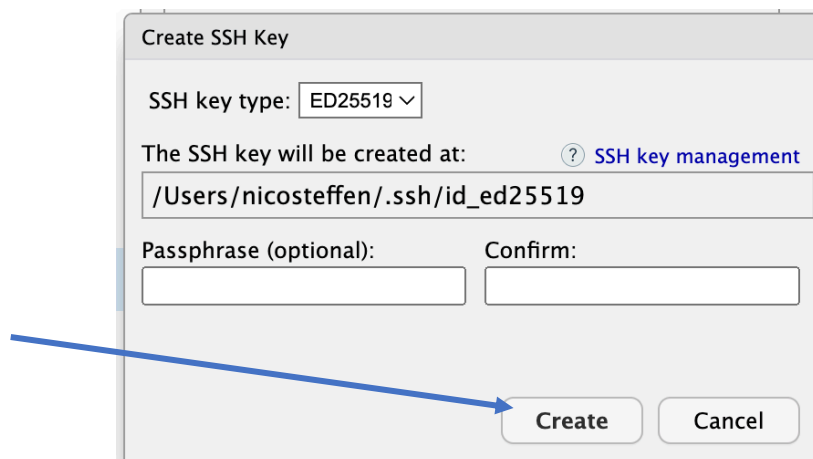 Create SSH Key
SSH key type: ED25519
The SSH key will be created at: ? SSH key management
/Users/nicosteffen/.ssh/id_ed25519
Passphrase (optional): Confirm:
Create Cancel